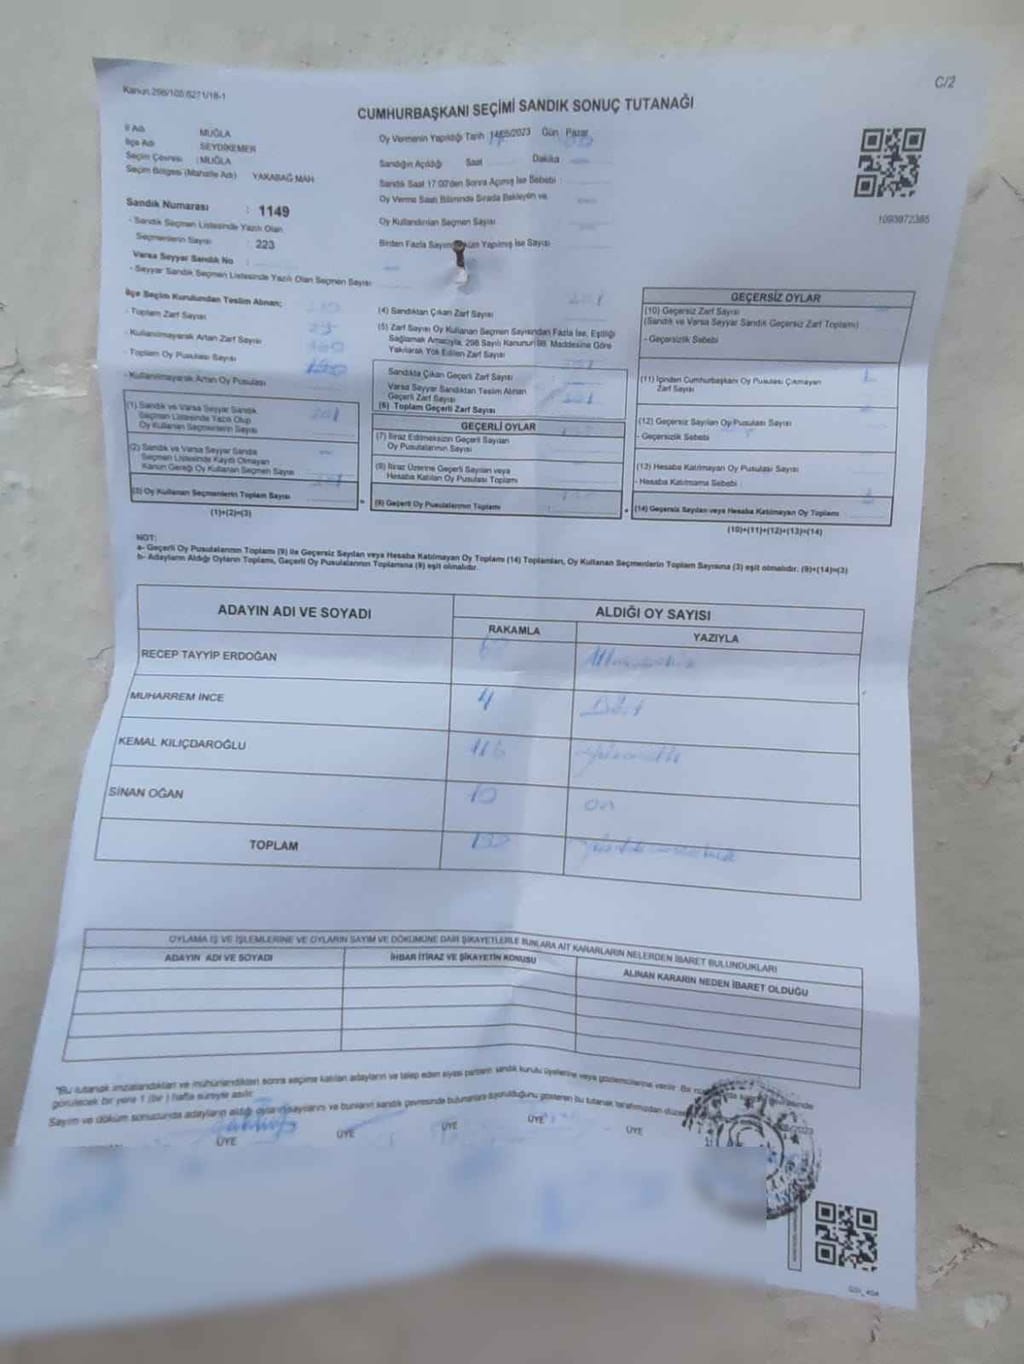 C/2
Kanun 298/105;6271/18-1
CUMHURBAŞKANI SEÇİMİ SANDIK SONUÇ TUTANAĞI
İl Adı MUĞLA
İlçe Adı SEYDİKEMER
Seçim Çevresi : MUĞLA
Seçim Bölgesi (Mahalle Adı) YAKABAĞ MAH
Sandık Numarası : 1149
- Sandık Seçmen Listesinde Yazılı Olan
Seçmenlerin Sayısı : 223
Varsa Seyyar Sandık No :
- Seyyar Sandık Seçmen Listesinde Yazılı Olan Seçmen Sayısı
Oy Vermenin Yapıldığı Tarih 14/05/2023 Gün Pazar
Sandığın Açıldığı Saat Dakika
Sandık Saat 17:00'den Sonra Açımış İse Sebebi :
Oy Verme Saati Bitiminde Sırada Bekleyen ve
Oy Kullandırılan Seçmen Sayısı
Birden Fazla Sayım Yapılmış İse Sayısı
1093972385
İlçe Seçim Kurulundan Teslim Alınan;
- Toplam Zarf Sayısı
- Kullanılmayarak Artan Zarf Sayısı
- Toplam Oy Pusulası Sayısı
- Kullanılmayarak Artan Oy Pusulası
(1) Sandık ve Varsa Seyyar Sandık
Seçmen Listesinde Yazılı Olup
Oy Kullanan Seçmenlerin Sayısı 201
(2) Sandık ve Varsa Seyyar Sandık
Seçmen Listesinde Kayıtlı Olmayan
Kanun Gereği Oy Kullanan Seçmen Sayısı
(3) Oy Kullanan Seçmenlerin Toplam Sayısı
(1)+(2)=(3)
(4) Sandıktan Çıkan Zarf Sayısı 201
(5) Zarf Sayısı Oy Kullanan Seçmen Sayısından Fazla İse, Eşitliği
Sağlamak Amacıyla, 298 Sayılı Kanunun 98. Maddesine Göre
Yakılarak Yok Edilen Zarf Sayısı
Sandıkta Çıkan Geçerli Zarf Sayısı
Varsa Seyyar Sandıktan Teslim Alınan
Geçerli Zarf Sayısı
(6) Toplam Geçerli Zarf Sayısı
GEÇERLİ OYLAR
(7) İtiraz Edilmeksizin Geçerli Sayılan
Oy Pusulalarının Sayısı
(8) İtiraz Üzerine Geçerli Sayılan veya
Hesaba Katılan Oy Pusulası Toplamı
(9) Geçerli Oy Pusulalarının Toplamı
GEÇERSİZ OYLAR
(10) Geçersiz Zarf Sayısı
(Sandık ve Varsa Seyyar Sandık Geçersiz Zarf Toplamı)
- Geçersizlik Sebebi
(11) İçinden Cumhurbaşkanı Oy Pusulası Çıkmayan
Zarf Sayısı
(12) Geçersiz Sayılan Oy Pusulası Sayısı
- Geçersizlik Sebebi
(13) Hesaba Katılmayan Oy Pusulası Sayısı
- Hesaba Katılmama Sebebi
(14) Geçersiz Sayılan veya Hesaba Katılmayan Oy Toplamı
(10)+(11)+(12)+(13)=(14)
NOT:
a- Geçerli Oy Pusulalarının Toplamı (9) ile Geçersiz Sayılan veya Hesaba Katılmayan Oy Toplamı (14) Toplamları, Oy Kullanan Seçmenlerin Toplam Sayısına (3) eşit olmalıdır. (9)+(14)=(3)
b- Adayların Aldığı Oyların Toplamı, Geçerli Oy Pusulalarının Toplamına (9) eşit olmalıdır.
ADAYIN ADI VE SOYADI ALDIĞI OY SAYISI
RAKAMLA YAZIYLA
RECEP TAYYİP ERDOĞAN
MUHARREM İNCE 4 Dört
KEMAL KILIÇDAROĞLU 116
SİNAN OĞAN 10 on
TOPLAM
OYLAMA İŞ VE İŞLEMLERİNE VE OYLARIN SAYIM VE DÖKÜMÜNE DAİR ŞİKAYETLERLE BUNLARA AİT KARARLARIN NELERDEN İBARET BULUNDUKLARI
ADAYIN ADI VE SOYADI İHBAR İTİRAZ VE ŞİKAYETİN KONUSU ALINAN KARARIN NEDEN İBARET OLDUĞU
"Bu tutanak imzalandıktan ve mühürlendikten sonra seçime katılan adayların ve talep eden siyasi partilerin sandık kurulu üyelerine veya gözlemcilerine verilir. Bir
görülecek bir yere 1 (bir) hafta süreyle asılır.
Sayım ve döküm sonucunda adayların aldığı oyların sayılarını ve bunların sandık çevresinde bulunanlara duyurulduğunu gösteren bu tutanak tarafımızdan
ÜYE ÜYE ÜYE ÜYE ÜYE